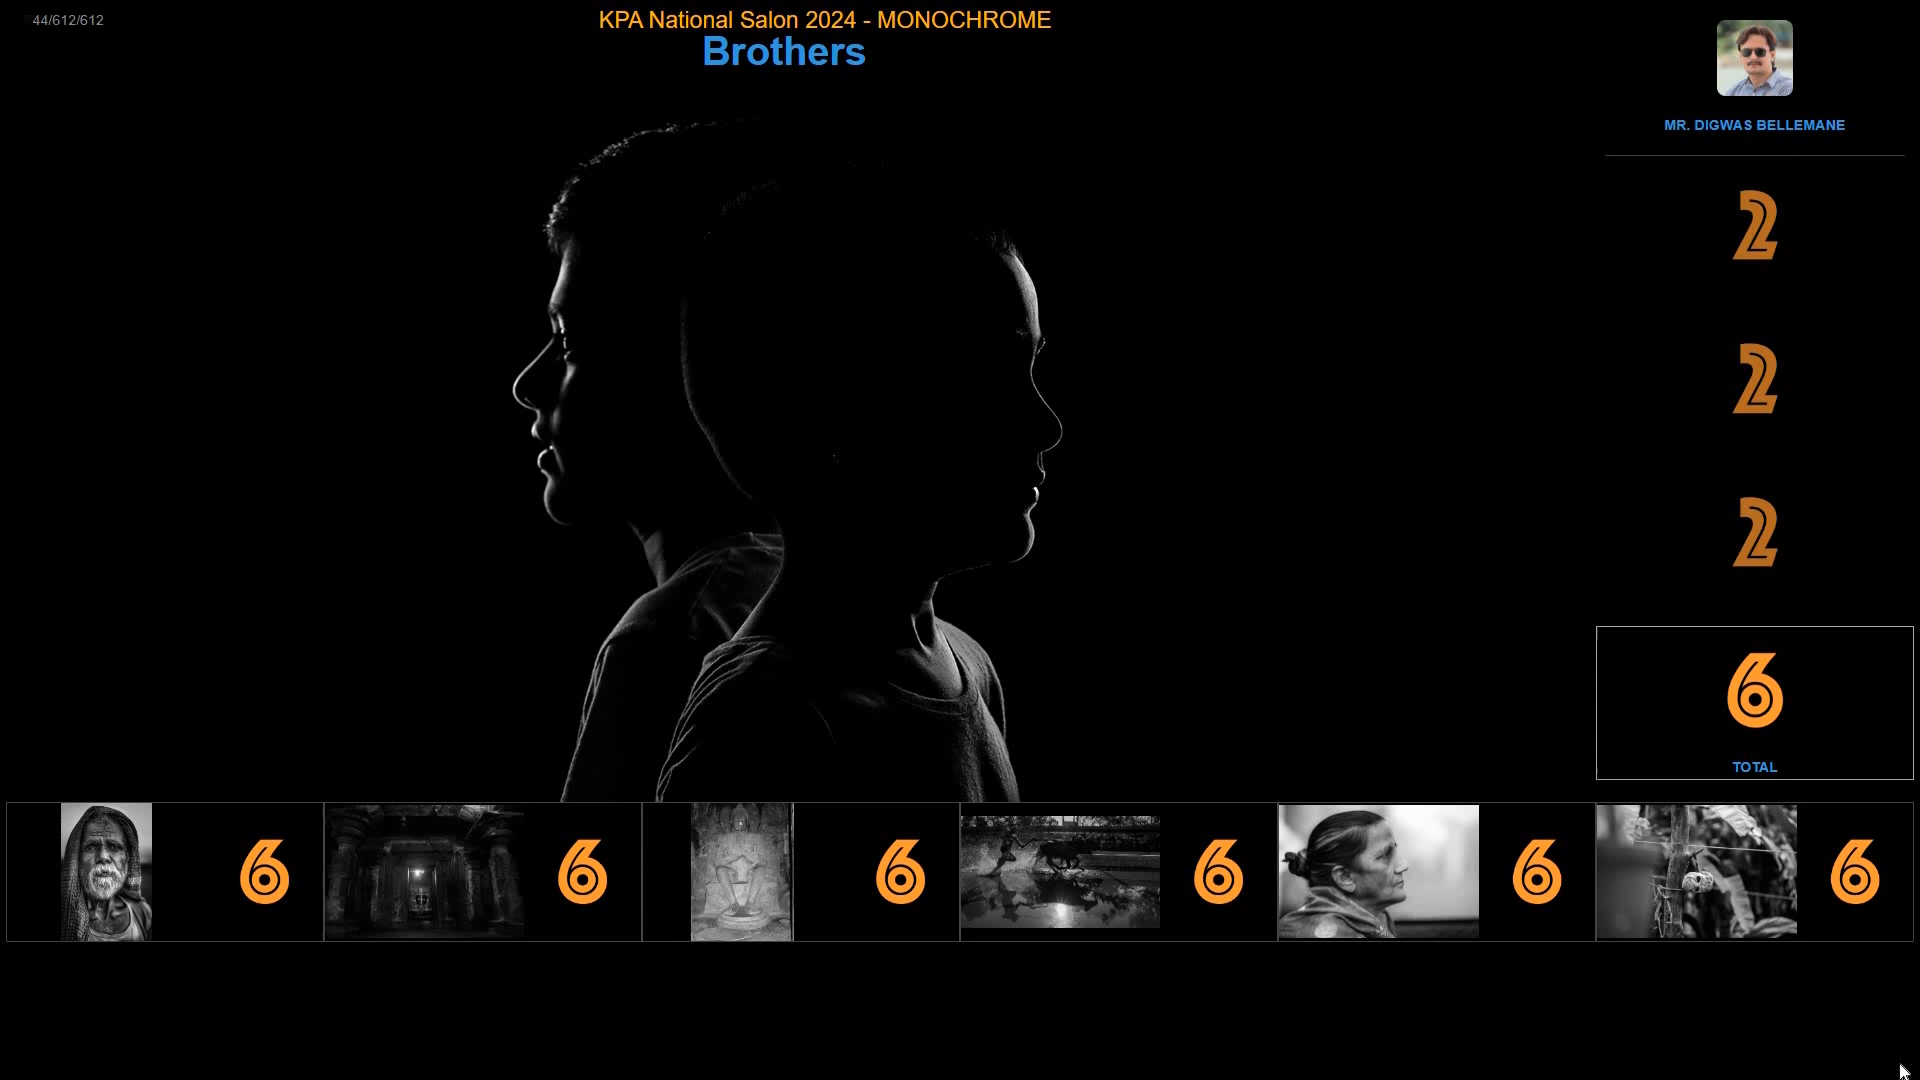 44/612/612
KPA National Salon 2024 - MONOCHROME
Brothers
MR. DIGWAS BELLEMANE
2
2
2
6
TOTAL
6 6 6 6 6 6